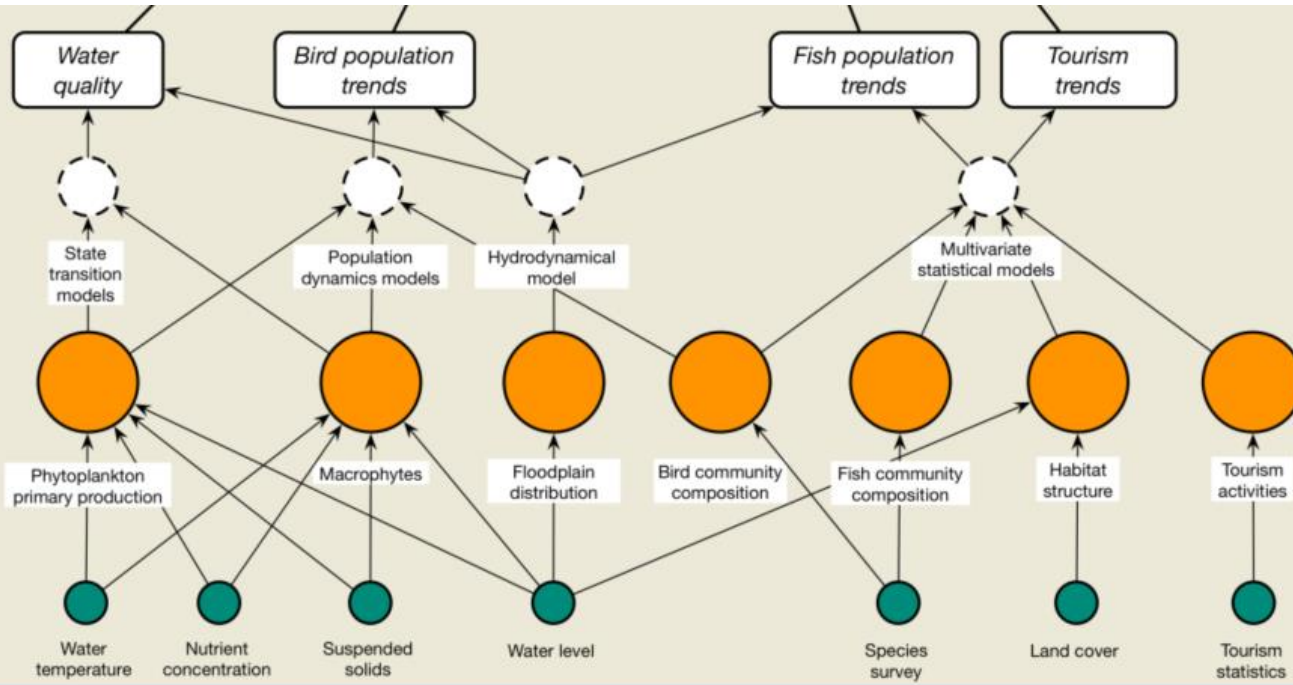 Water
quality
Bird population
trends
Fish population
trends
Tourism
trends
State
transition
models
Population
dynamics models
Hydrodynamical
model
Multivariate
statistical models
Phytoplankton
primary production
Macrophytes
Floodplain
distribution
Bird community
composition
Fish community
composition
Habitat
structure
Tourism
activities
Water
temperature
Nutrient
concentration
Suspended
solids
Water level
Species
survey
Land cover
Tourism
statistics